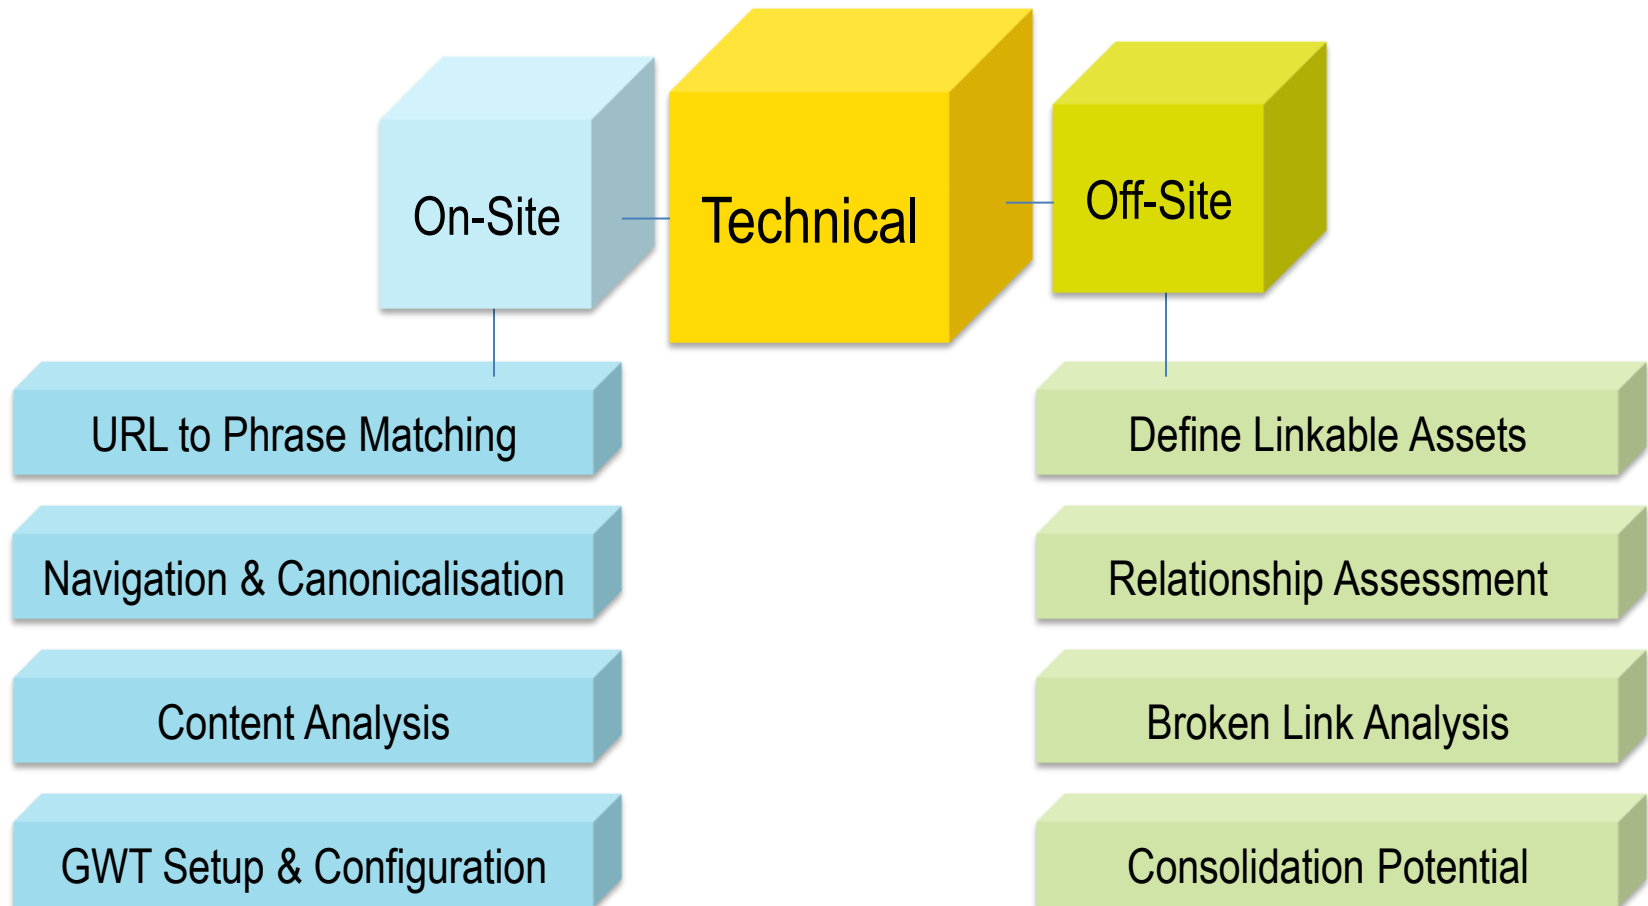 On-Site
Technical
Off-Site
URL to Phrase Matching
Navigation & Canonicalisation
Content Analysis
GWT Setup & Configuration
Define Linkable Assets
Relationship Assessment
Broken Link Analysis
Consolidation Potential